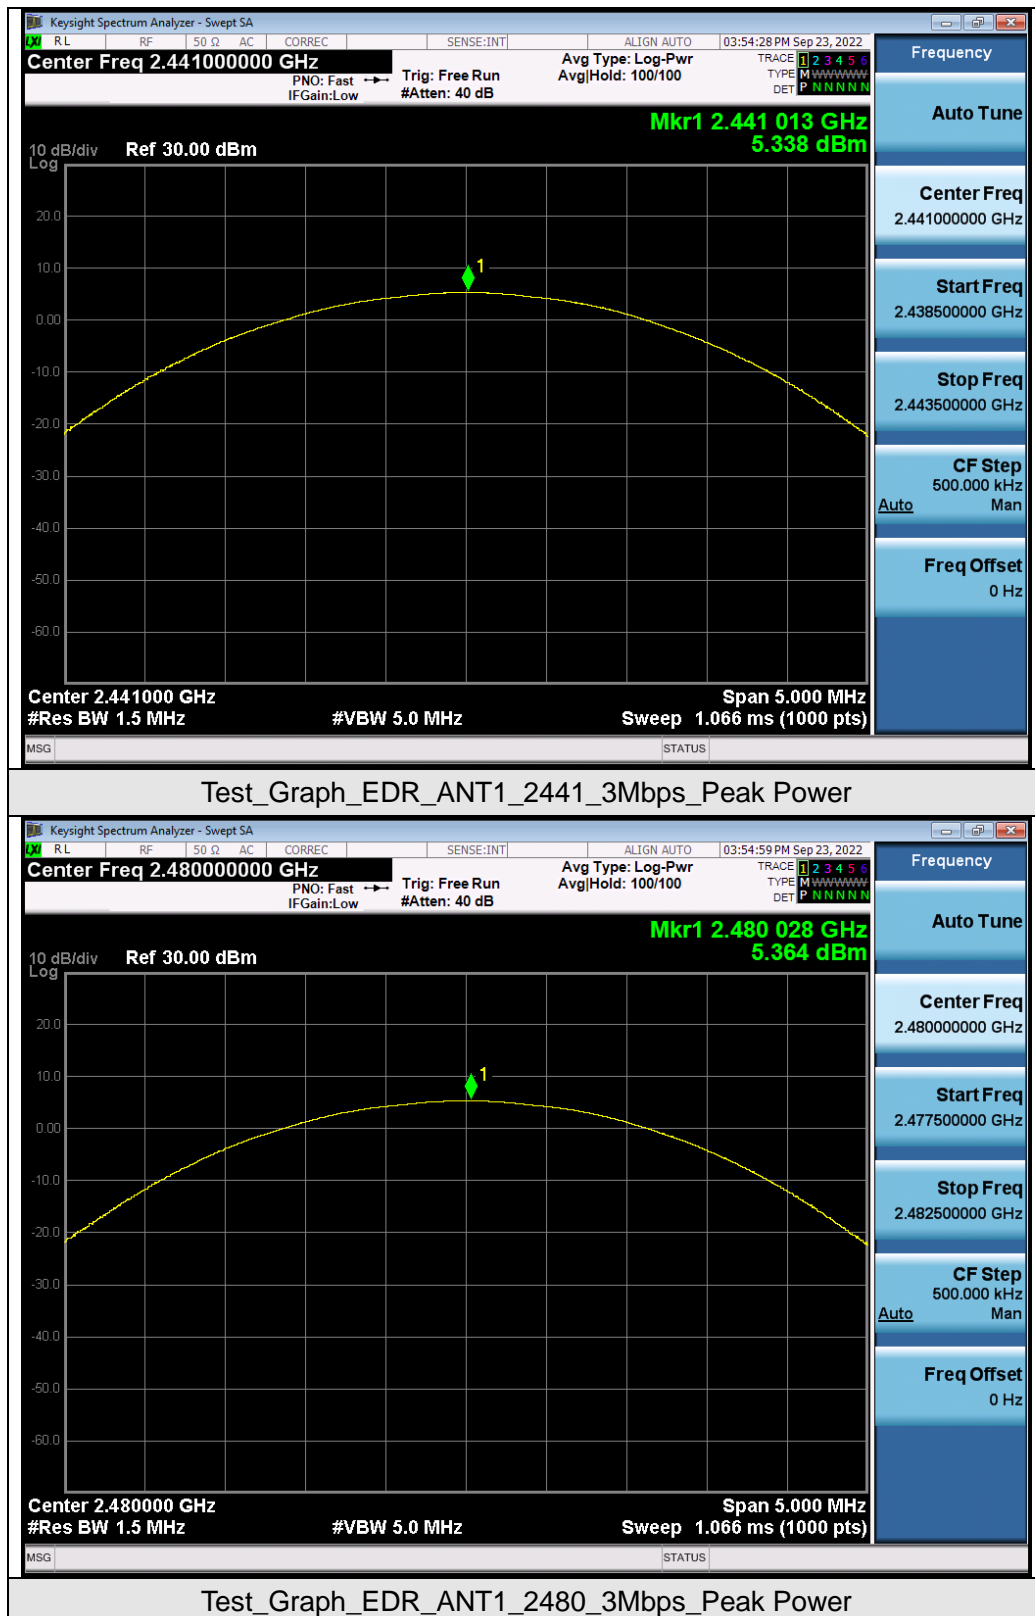 Keysight Spectrum Analyzer - Swept SA
LXI RL RF 50 Ω AC CORREC SENSE:INT ALIGN AUTO 03:54:28 PM Sep 23, 2022
Center Freq 2.441000000 GHz
PNO: Fast
IFGain:Low
Trig: Free Run
#Atten: 40 dB
Avg Type: Log-Pwr
Avg|Hold: 100/100
TRACE 1 2 3 4 5 6
TYPE M WWWWW
DET P N N N N N
Mkr1 2.441 013 GHz
5.338 dBm
10 dB/div Ref 30.00 dBm
Log
20.0
10.0
1
0.00
-10.0
-20.0
-30.0
-40.0
-50.0
-60.0
Center 2.441000 GHz Span 5.000 MHz
#Res BW 1.5 MHz #VBW 5.0 MHz Sweep 1.066 ms (1000 pts)
MSG STATUS
Frequency
Auto Tune
Center Freq
2.441000000 GHz
Start Freq
2.438500000 GHz
Stop Freq
2.443500000 GHz
CF Step
500.000 kHz
Auto Man
Freq Offset
0 Hz
Test_Graph_EDR_ANT1_2441_3Mbps_Peak Power
Keysight Spectrum Analyzer - Swept SA
LXI RL RF 50 Ω AC CORREC SENSE:INT ALIGN AUTO 03:54:59 PM Sep 23, 2022
Center Freq 2.480000000 GHz
PNO: Fast
IFGain:Low
Trig: Free Run
#Atten: 40 dB
Avg Type: Log-Pwr
Avg|Hold: 100/100
TRACE 1 2 3 4 5 6
TYPE M WWWWW
DET P N N N N N
Mkr1 2.480 028 GHz
5.364 dBm
10 dB/div Ref 30.00 dBm
Log
20.0
10.0
1
0.00
-10.0
-20.0
-30.0
-40.0
-50.0
-60.0
Center 2.480000 GHz Span 5.000 MHz
#Res BW 1.5 MHz #VBW 5.0 MHz Sweep 1.066 ms (1000 pts)
MSG STATUS
Frequency
Auto Tune
Center Freq
2.480000000 GHz
Start Freq
2.477500000 GHz
Stop Freq
2.482500000 GHz
CF Step
500.000 kHz
Auto Man
Freq Offset
0 Hz
Test_Graph_EDR_ANT1_2480_3Mbps_Peak Power